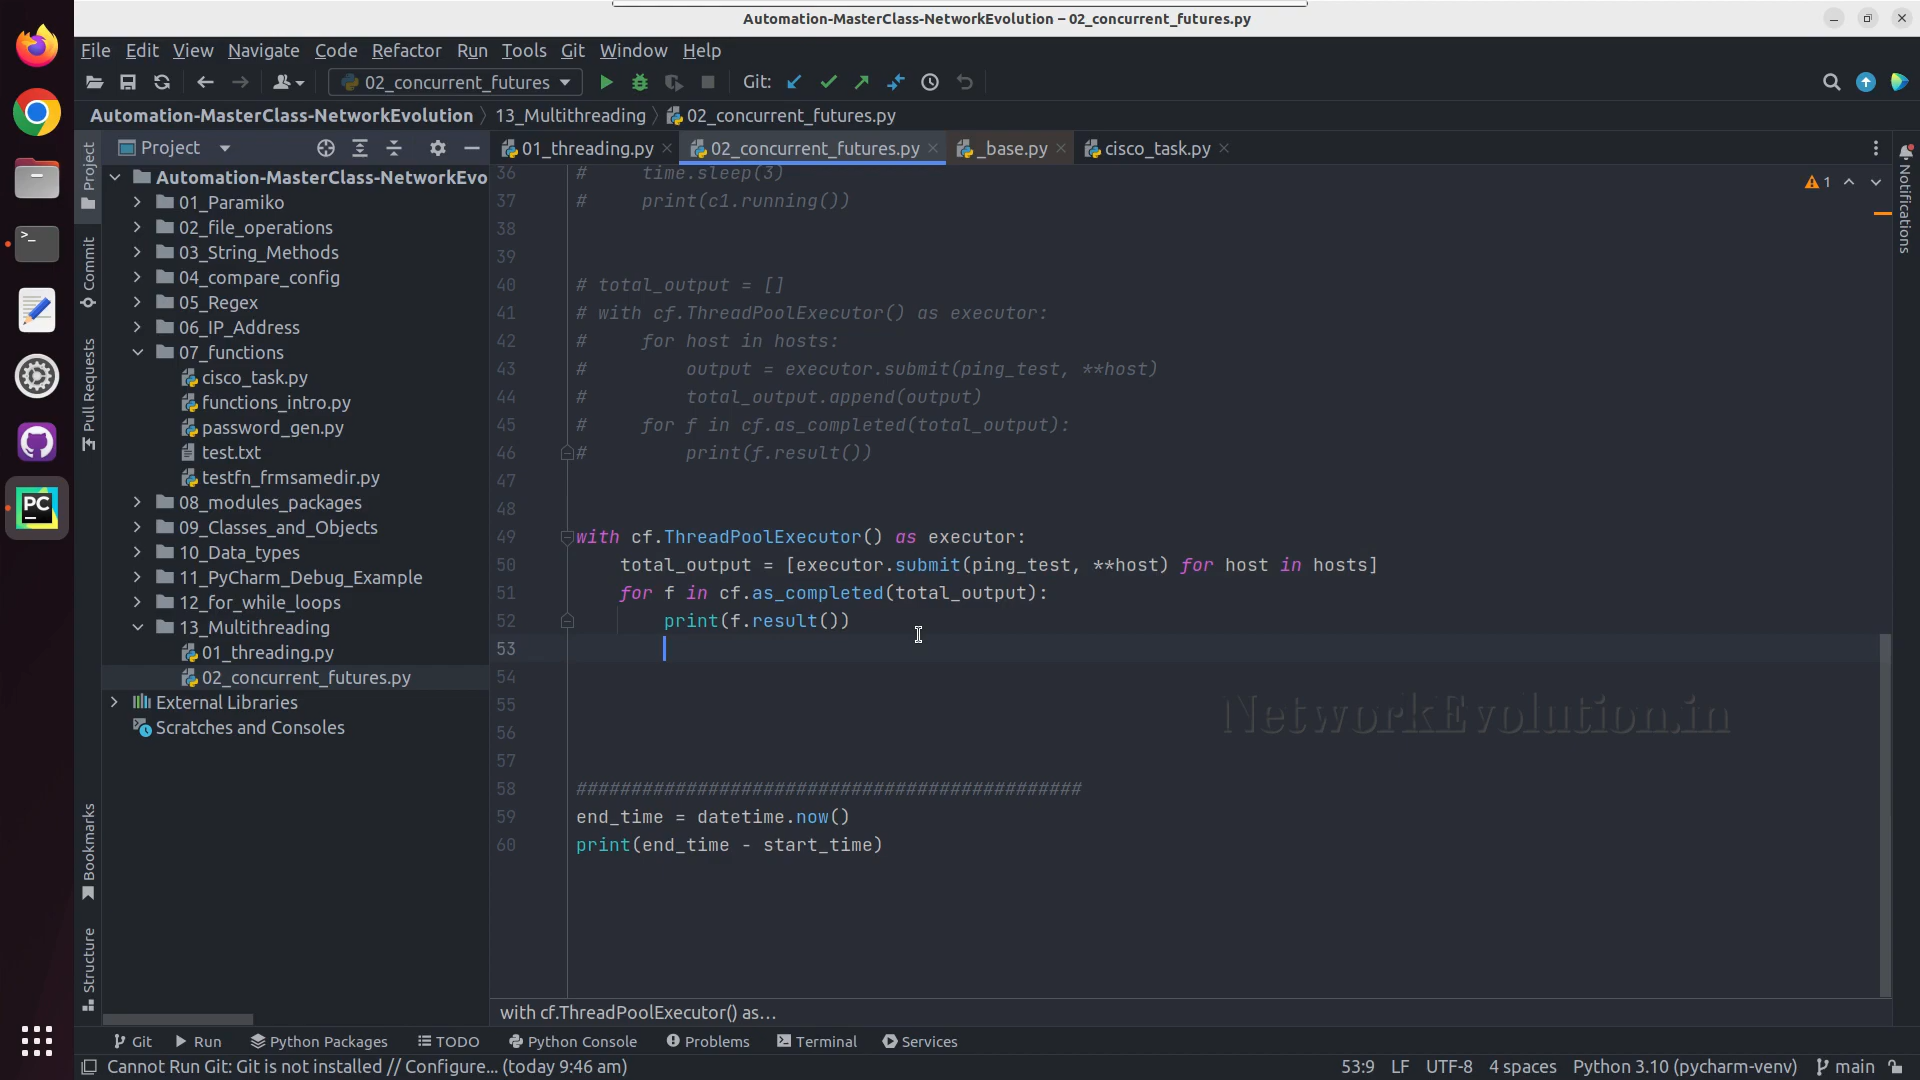 Automation-MasterClass-NetworkEvolution – 02_concurrent_futures.py
File Edit View Navigate Code Refactor Run Tools Git Window Help
02_concurrent_futures Git:
Automation-MasterClass-NetworkEvolution 13_Multithreading 02_concurrent_futures.py
Project 01_threading.py 02_concurrent_futures.py _base.py cisco_task.py
Project
Commit
Pull Requests
Bookmarks
Structure
Notifications
Automation-MasterClass-NetworkEvo
01_Paramiko
02_file_operations
03_String_Methods
04_compare_config
05_Regex
06_IP_Address
07_functions
cisco_task.py
functions_intro.py
password_gen.py
test.txt
testfn_frmsamedir.py
08_modules_packages
09_Classes_and_Objects
10_Data_types
11_PyCharm_Debug_Example
12_for_while_loops
13_Multithreading
01_threading.py
02_concurrent_futures.py
External Libraries
Scratches and Consoles
1
36 #     time.sleep(3)
37 #     print(c1.running())
38
39
40 # total_output = []
41 # with cf.ThreadPoolExecutor() as executor:
42 #     for host in hosts:
43 #         output = executor.submit(ping_test, **host)
44 #         total_output.append(output)
45 #     for f in cf.as_completed(total_output):
46 #         print(f.result())
47
48
49 with cf.ThreadPoolExecutor() as executor:
50     total_output = [executor.submit(ping_test, **host) for host in hosts]
51     for f in cf.as_completed(total_output):
52         print(f.result())
53
54
55
56
57
58 ##############################################
59 end_time = datetime.now()
60 print(end_time - start_time)
NetworkEvolution.in
with cf.ThreadPoolExecutor() as...
Git Run Python Packages TODO Python Console Problems Terminal Services
Cannot Run Git: Git is not installed // Configure... (today 9:46 am) 53:9 LF UTF-8 4 spaces Python 3.10 (pycharm-venv) main
PC